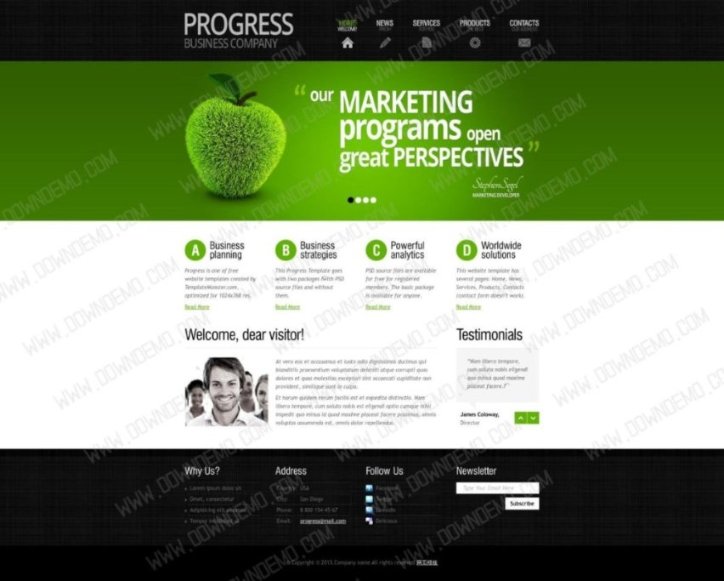 PROGRESS
BUSINESS COMPANY
HOME
WELCOME!
NEWS
SERVICES
PRODUCTS
CONTACTS
“ our MARKETING
programs open
great PERSPECTIVES ”
Stephen Segel
MARKETING DEVELOPER
A Business
planning
Progress is one of free
website templates created by
TemplateMonster.com,
optimized for 1024x768 res.
Read More
B Business
strategies
This Progress Template goes
with two packages with PSD
source files and without
them.
Read More
C Powerful
analytics
PSD source files are available
for free for registered
members. The basic package
is available for anyone.
Read More
D Worldwide
solutions
This website template has
several pages: Home, News,
Services, Products, Contacts
(contact form doesn't work).
Read More
Welcome, dear visitor!
At vero eos et accusamus et iusto odio dignissimos ducimus qui
blanditiis praesentium voluptatum deleniti atque corrupti quos
dolores et quas molestias excepturi sint occaecati cupiditate non
provident, similique sunt in culpa.
Et harum quidem rerum facilis est et expedita distinctio. Nam
libero tempore, cum soluta nobis est eligendi optio cumque nihil
impedit quo minus id quod maxime placeat facere possimus, omnis
voluptas assumenda est, omnis dolor repellendus.
Testimonials
“Nam libero tempore,
cum soluta nobis eligendi
quo minus quod maxime
placeat facere.”
James Coloway,
Director
Why Us?
Lorem ipsum dolor sit
Omet, consectetur
Adipisicing elit
Tempor
Address
Country: USA
City: San Diego
Phone: 8 800 154-45-67
Email: progress@mail.com
Follow Us
Facebook
Twitter
LinkedIn
Delicious
Newsletter
Type Your Email Here
Subscribe
Copyright © 2013.Company name All rights reserved.网页模板
WWW.DOWNDEMO.COM